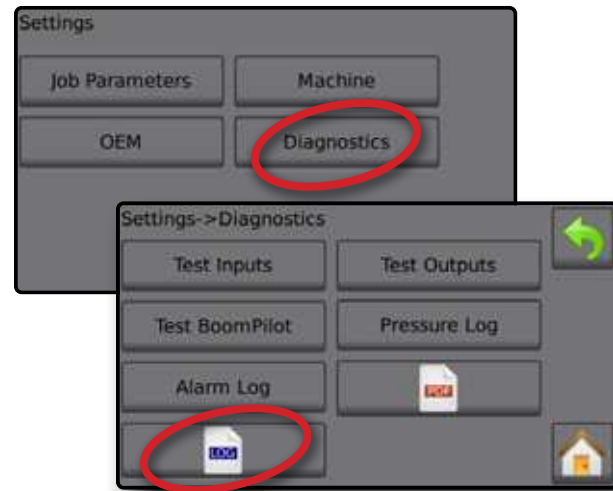 Settings
Job Parameters
Machine
OEM
Diagnostics
Settings->Diagnostics
Test Inputs
Test Outputs
Test BoomPilot
Pressure Log
Alarm Log
PDF
LOG